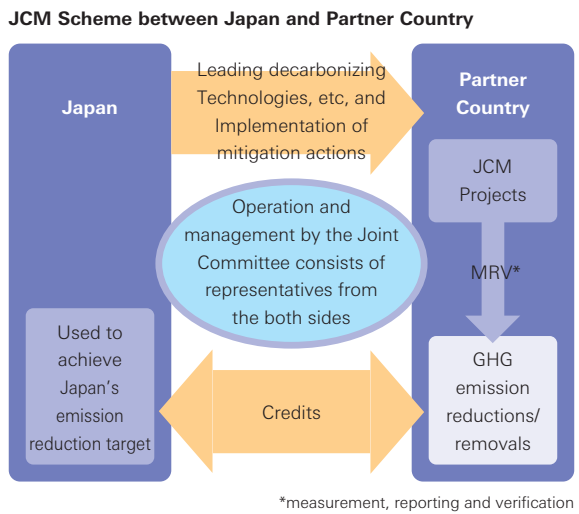 JCM Scheme between Japan and Partner Country
Japan
Leading decarbonizing
Technologies, etc, and
Implementation of
mitigation actions
Partner
Country
JCM
Projects
Operation and
management by the Joint
Committee consists of
representatives from
the both sides
MRV*
Used to
achieve
Japan's
emission
reduction target
Credits
GHG
emission
reductions/
removals
*measurement, reporting and verification